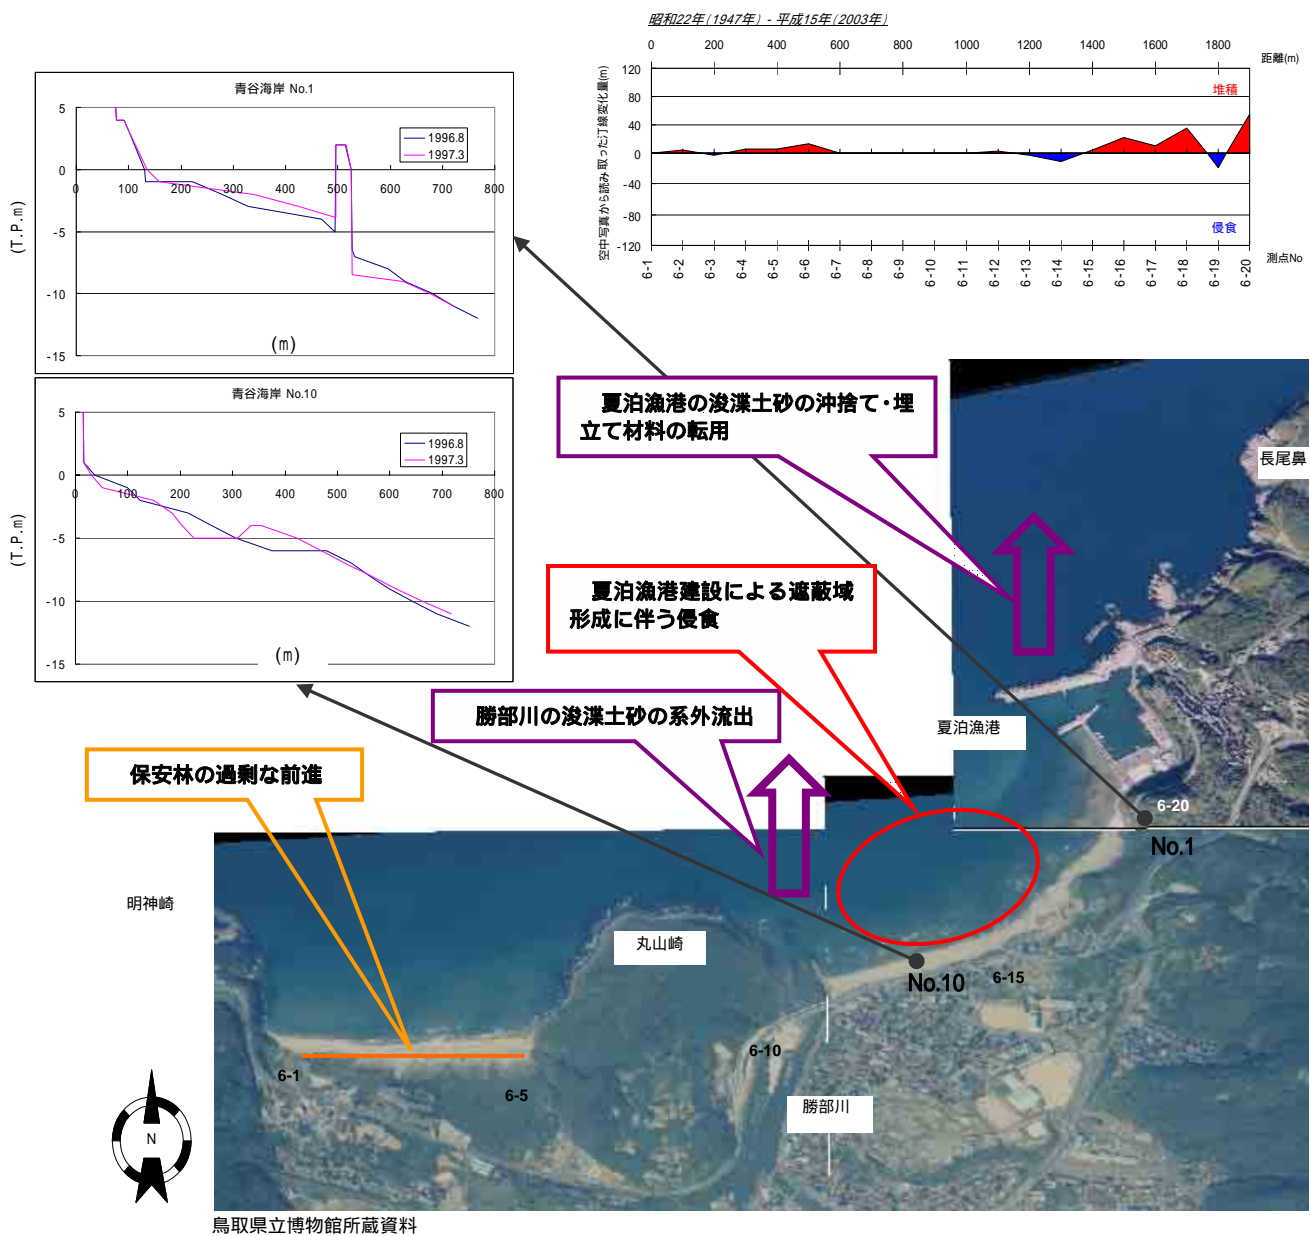 昭和22年(1947年) - 平成15年(2003年)
0 200 400 600 800 1000 1200 1400 1600 1800
距離(m)
空中写真から読み取った汀線変化量(m)
120
80
40
0
-40
-80
-120
堆積
侵食
6-1 6-2 6-3 6-4 6-5 6-6 6-7 6-8 6-9 6-10 6-11 6-12 6-13 6-14 6-15 6-16 6-17 6-18 6-19 6-20
測点No
青谷海岸 No.1
1996.8
1997.3
5
0
-5
-10
-15
0 100 200 300 400 500 600 700 800
(T.P.m)
(m)
青谷海岸 No.10
1996.8
1997.3
5
0
-5
-10
-15
0 100 200 300 400 500 600 700 800
(T.P.m)
(m)
夏泊漁港の浚渫土砂の沖捨て・埋
立て材料の転用
長尾鼻
夏泊漁港建設による遮蔽域
形成に伴う侵食
勝部川の浚渫土砂の系外流出
夏泊漁港
保安林の過剰な前進
6-20
No.1
明神崎
丸山崎
No.10
6-15
6-10
6-1
6-5
勝部川
N
鳥取県立博物館所蔵資料